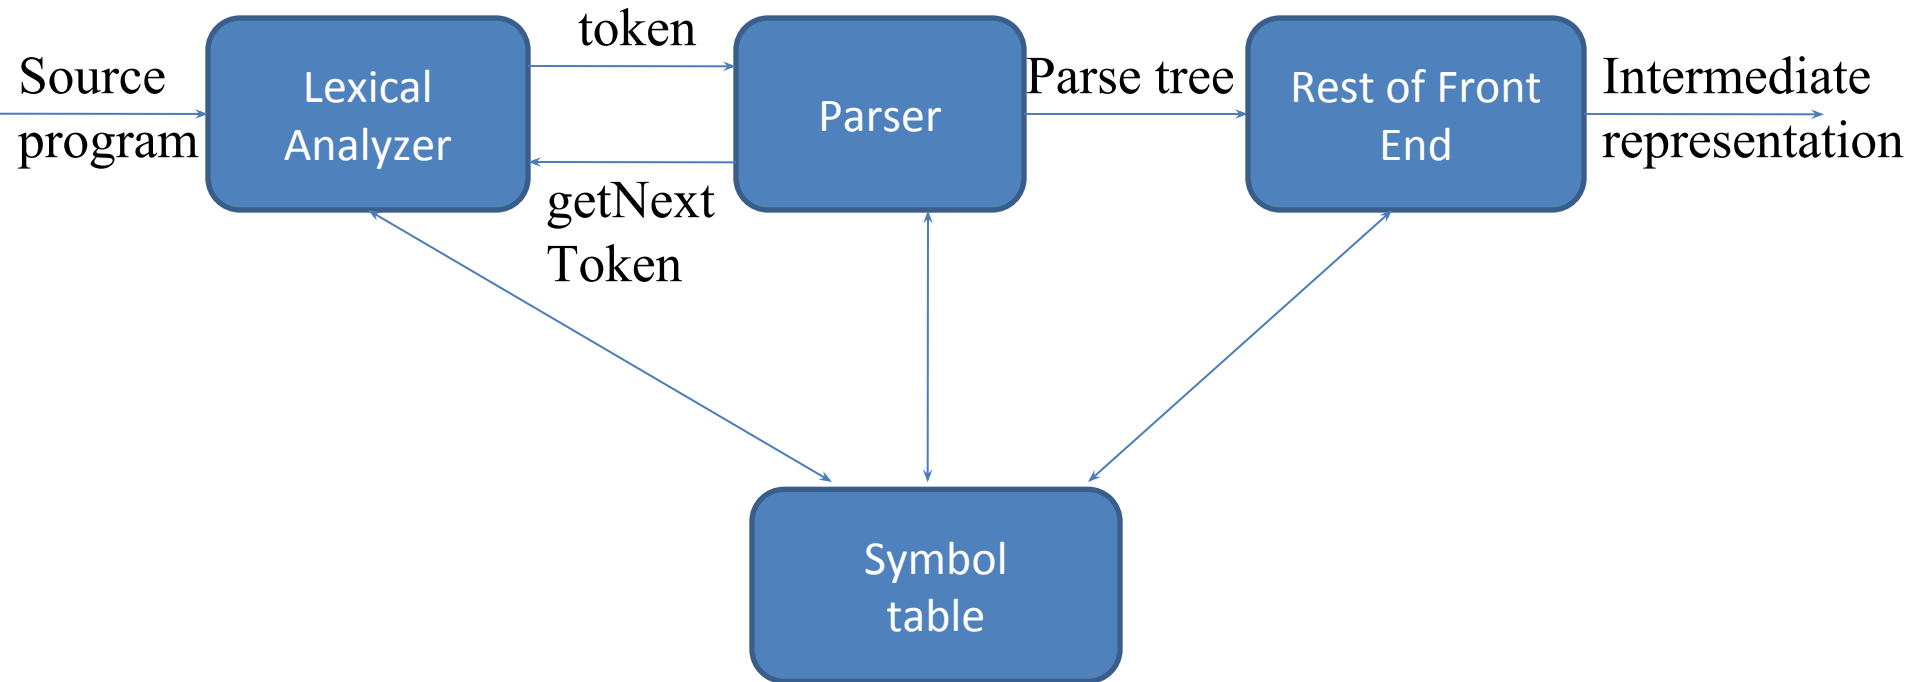 Source
program
Lexical
Analyzer
token
getNext
Token
Parser
Parse tree
Rest of Front
End
Intermediate
representation
Symbol
table